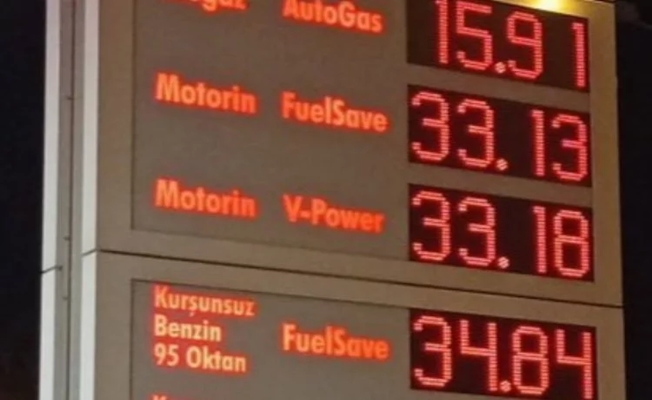 AutoGas 15.91
Motorin FuelSave 33.13
Motorin V-Power 33.18
Kurşunsuz
Benzin FuelSave 34.84
95 Oktan